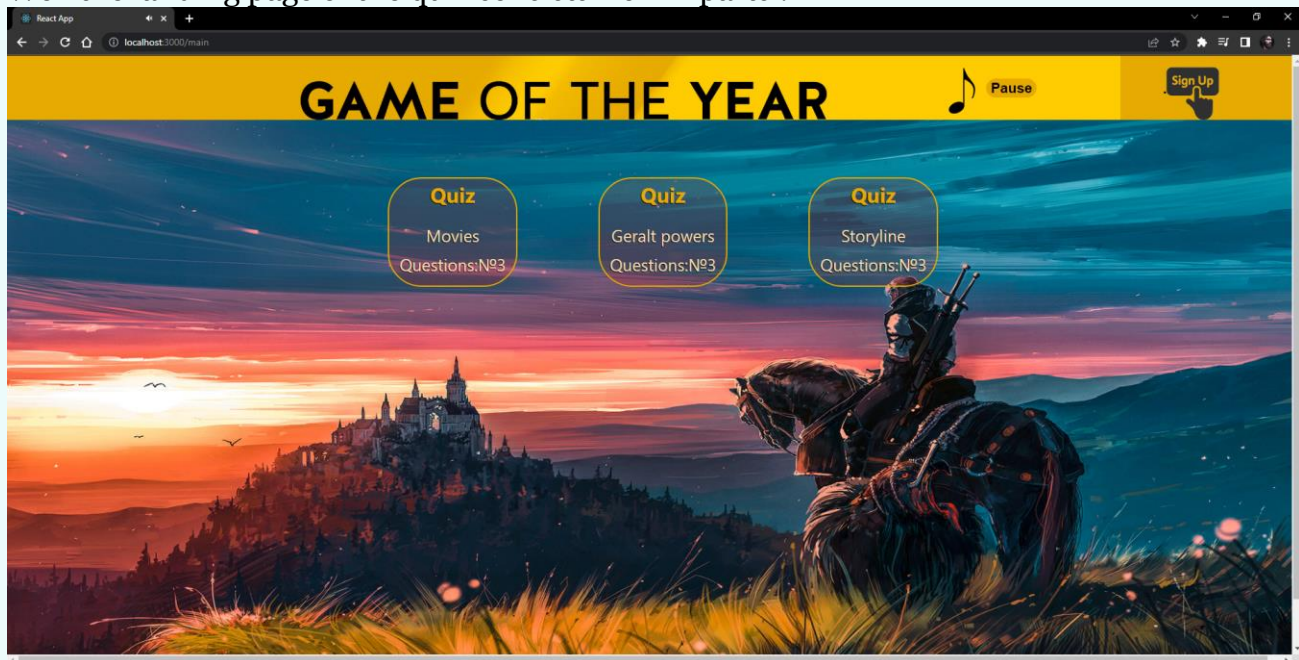 React App
localhost:3000/main
GAME OF THE YEAR
Pause
Sign Up
Quiz
Movies
Questions:Nº3
Quiz
Geralt powers
Questions:Nº3
Quiz
Storyline
Questions:Nº3